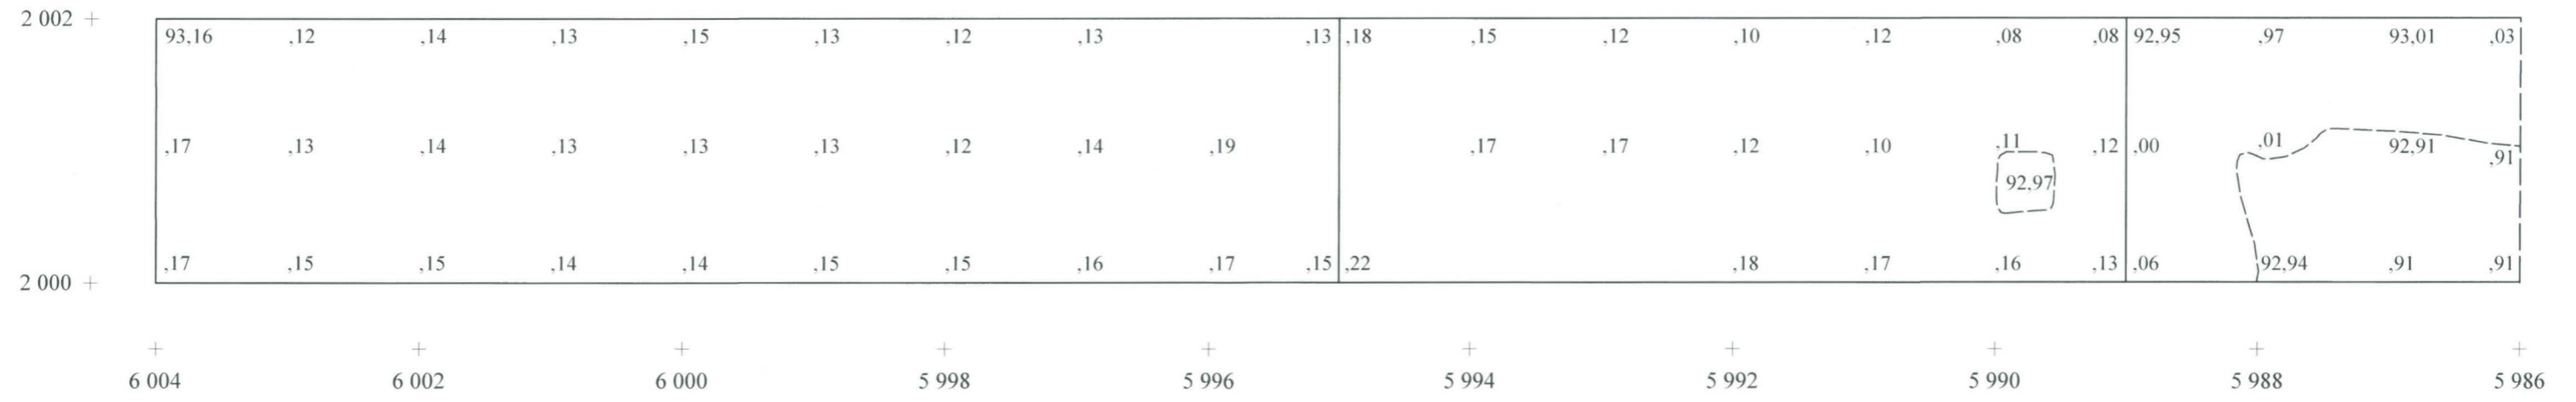 2 002 + 93,16 ,12 ,14 ,13 ,15 ,13 ,12 ,13 ,13 ,18 ,15 ,12 ,10 ,12 ,08 ,08 92,95 ,97 93,01 ,03
,17 ,13 ,14 ,13 ,13 ,13 ,12 ,14 ,19 ,17 ,17 ,12 ,10 ,11 ,12 ,00 ,01 92,91 ,91
92,97
2 000 + ,17 ,15 ,15 ,14 ,14 ,15 ,15 ,16 ,17 ,15 ,22 ,18 ,17 ,16 ,13 ,06 92,94 ,91 ,91
+ + + + + + + + + +
6 004 6 002 6 000 5 998 5 996 5 994 5 992 5 990 5 988 5 986